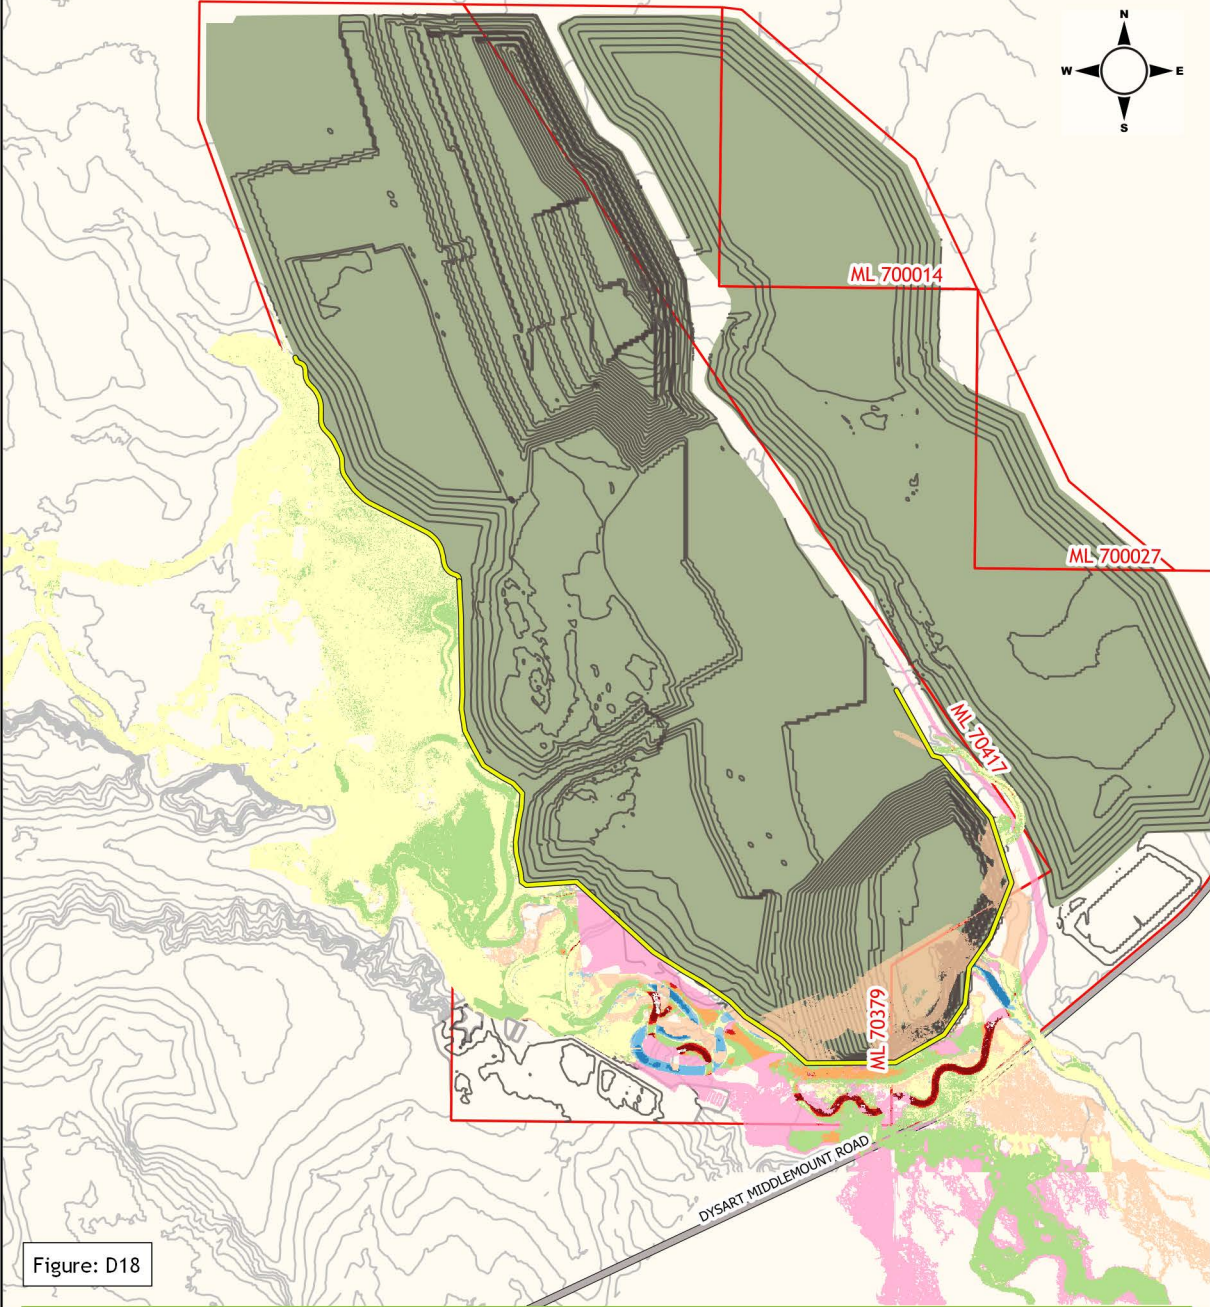 N
W E
S
ML 700014
ML 700027
ML 70417
ML 70379
DYSART MIDDLEMOUNT ROAD
Figure: D18